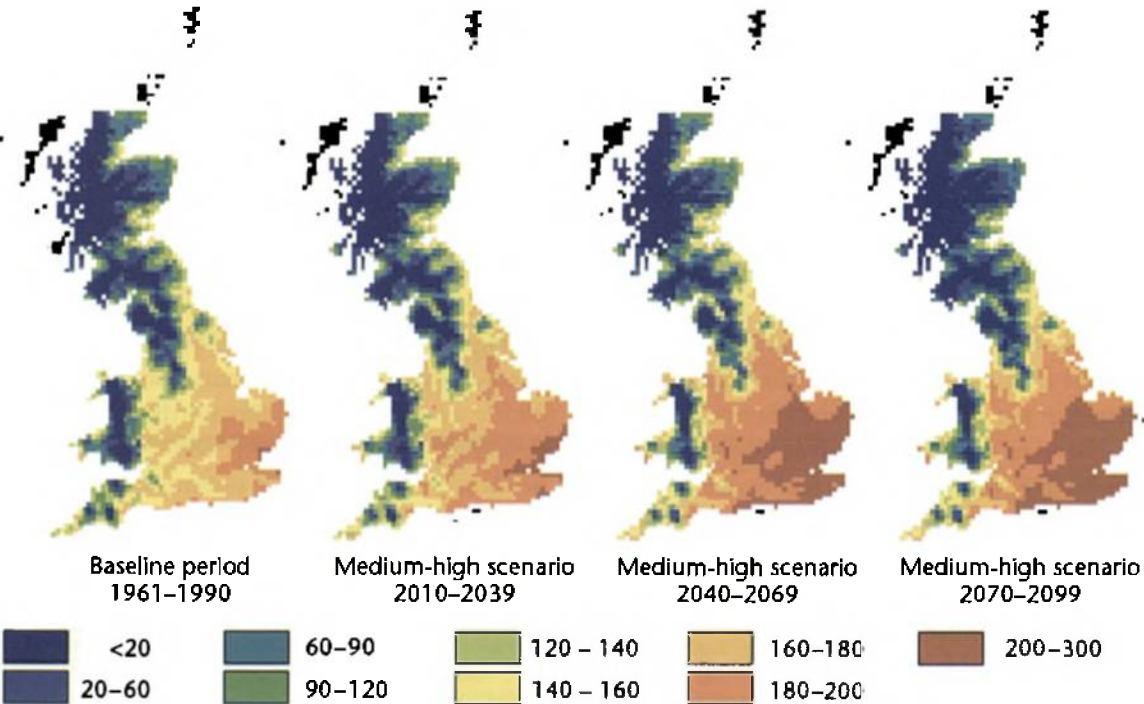 Baseline period
1961–1990
Medium-high scenario
2010–2039
Medium-high scenario
2040–2069
Medium-high scenario
2070–2099
<20
60–90
120 – 140
160–180
200–300
20–60
90–120
140 – 160
180–200